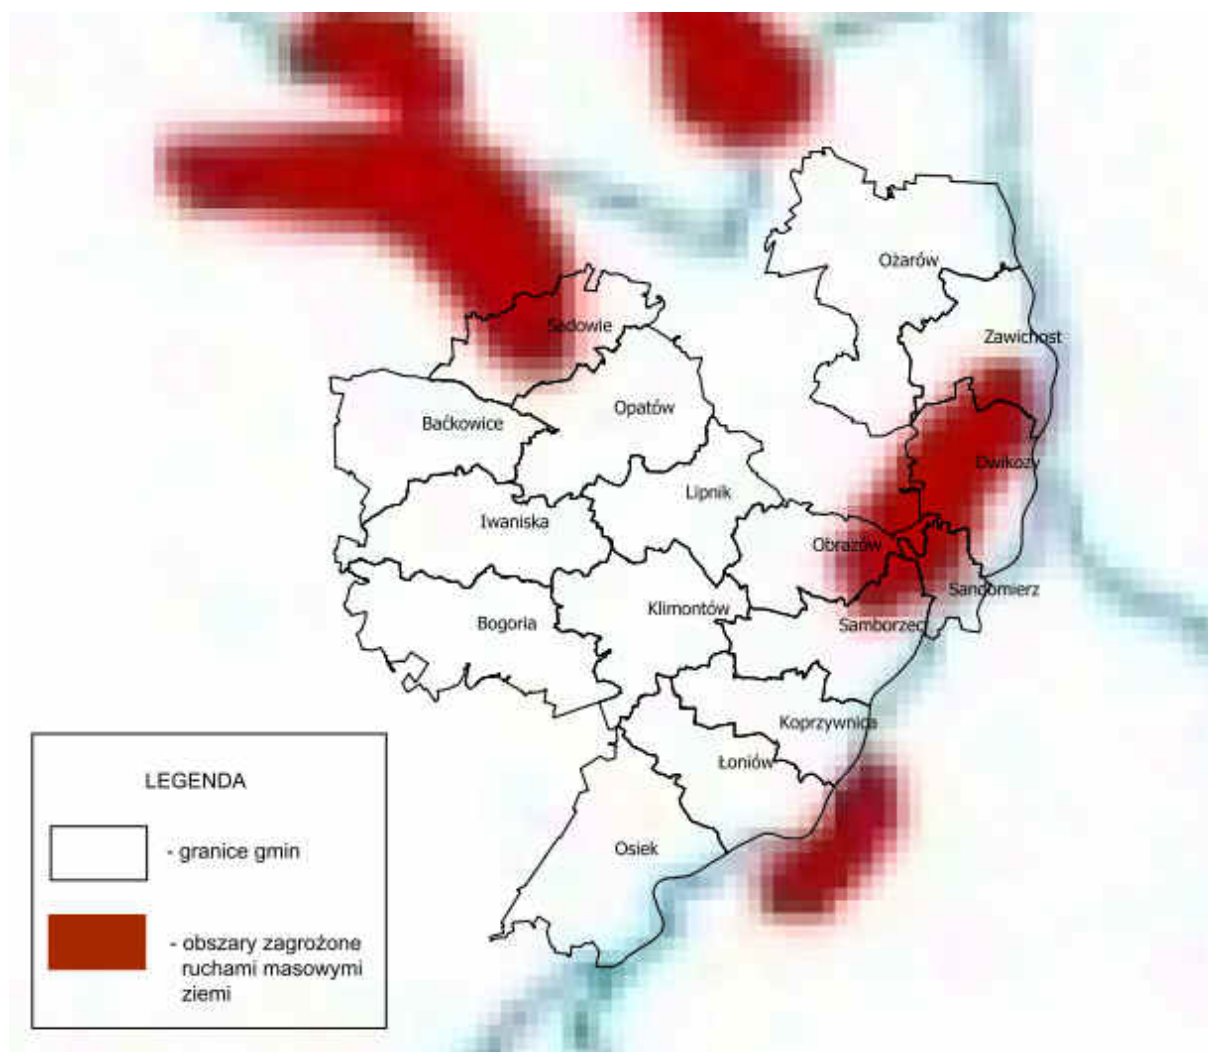 Ożarów
Sadowie
Zawichost
Opatów
Baćkowice
Dwikozy
Lipnik
Iwaniska
Obrazów
Sandomierz
Klimontów
Bogoria
Samborzec
Koprzywnica
Łoniów
Osiek
LEGENDA
- granice gmin
- obszary zagrożone
ruchami masowymi
ziemi